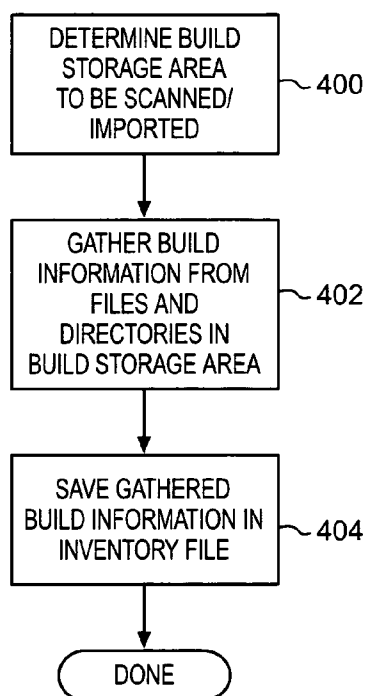 DETERMINE BUILD
STORAGE AREA
TO BE SCANNED/
IMPORTED
400
GATHER BUILD
INFORMATION FROM
FILES AND
DIRECTORIES IN
BUILD STORAGE AREA
402
SAVE GATHERED
BUILD INFORMATION IN
INVENTORY FILE
404
DONE